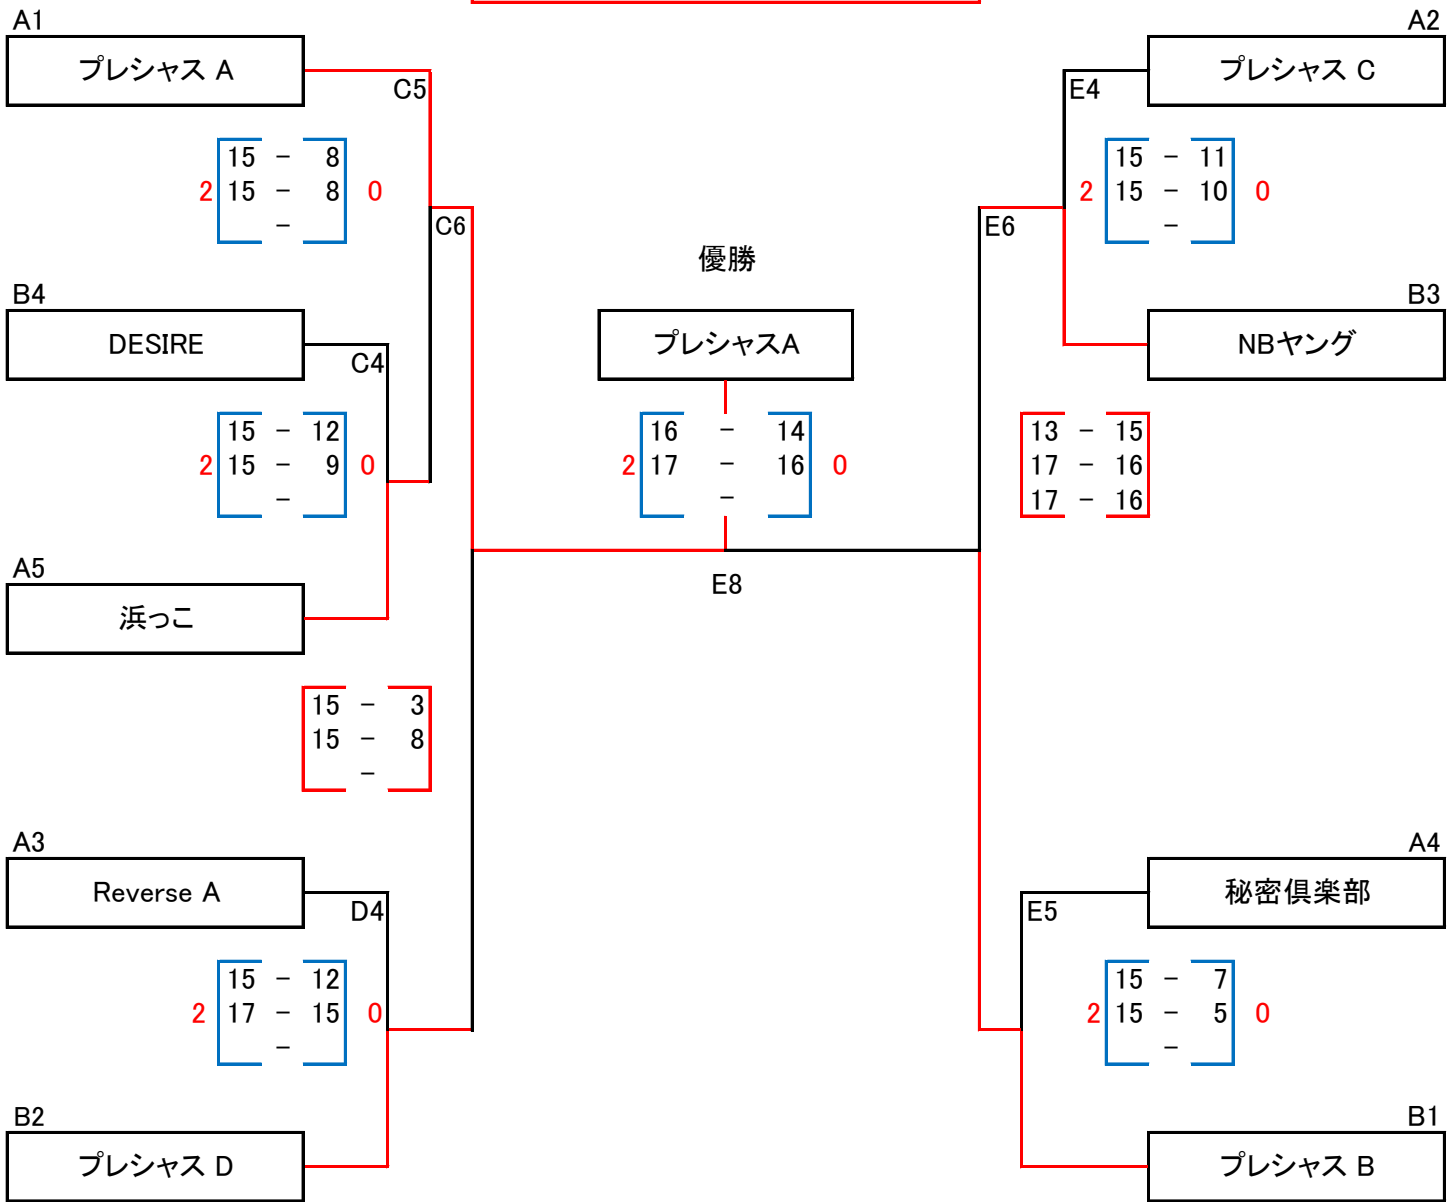 A1
A2
プレシャス A
プレシャス C
C5
E4
15 - 8
2 15 - 8 0
-
15 - 11
2 15 - 10 0
-
C6
E6
優勝
B4
B3
DESIRE
プレシャスA
NBヤング
C4
15 - 12
2 15 - 9 0
-
16 - 14
2 17 - 16 0
-
13 - 15
17 - 16
17 - 16
A5
E8
浜っこ
15 - 3
15 - 8
-
A3
A4
Reverse A
秘密倶楽部
D4
E5
15 - 12
2 17 - 15 0
-
15 - 7
2 15 - 5 0
-
B2
B1
プレシャス D
プレシャス B